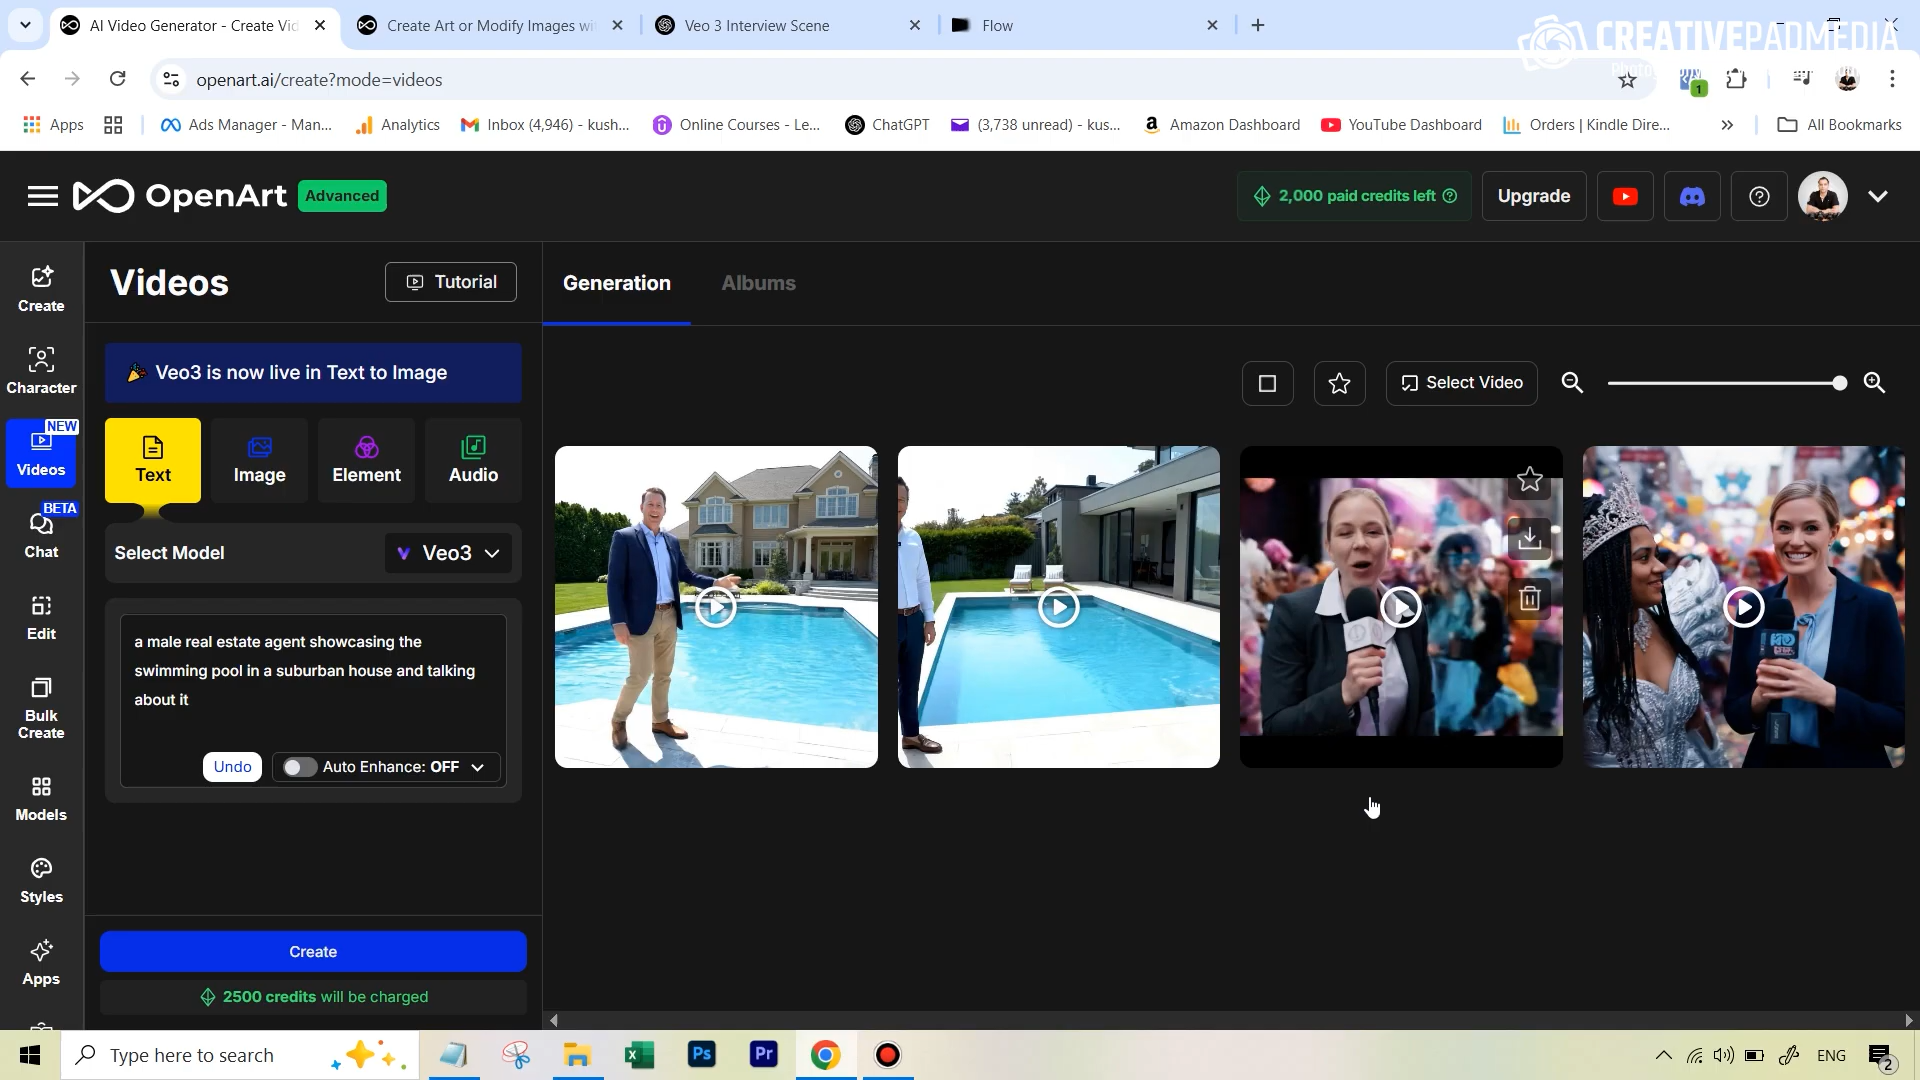 AI Video Generator - Create Vid
Create Art or Modify Images wi
Veo 3 Interview Scene
Flow
CREATIVEPADMEDIA
openart.ai/create?mode=videos
1
Apps
Ads Manager - Man...
Analytics
Inbox (4,946) - kush...
Online Courses - Le...
ChatGPT
(3,738 unread) - kus...
Amazon Dashboard
YouTube Dashboard
Orders | Kindle Dire...
All Bookmarks
OpenArt
Advanced
2,000 paid credits left
Upgrade
Create
Character
NEW
Videos
BETA
Chat
Edit
Bulk
Create
Models
Styles
Apps
Videos
Tutorial
Veo3 is now live in Text to Image
Text
Image
Element
Audio
Select Model
Veo3
a male real estate agent showcasing the
swimming pool in a suburban house and talking
about it
Undo
Auto Enhance: OFF
Create
2500 credits will be charged
Generation
Albums
Select Video
Type here to search
Ps
Pr
ENG
2